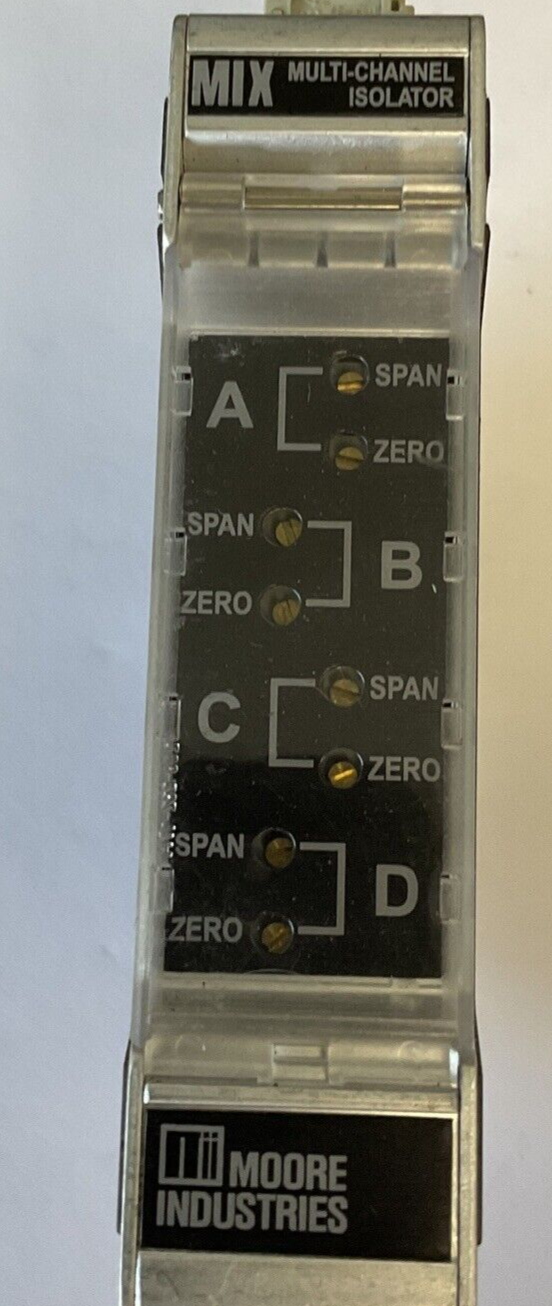 MIX MULTI-CHANNEL
ISOLATOR
A SPAN
ZERO
SPAN B
ZERO
C SPAN
ZERO
SPAN D
ZERO
MOORE
INDUSTRIES